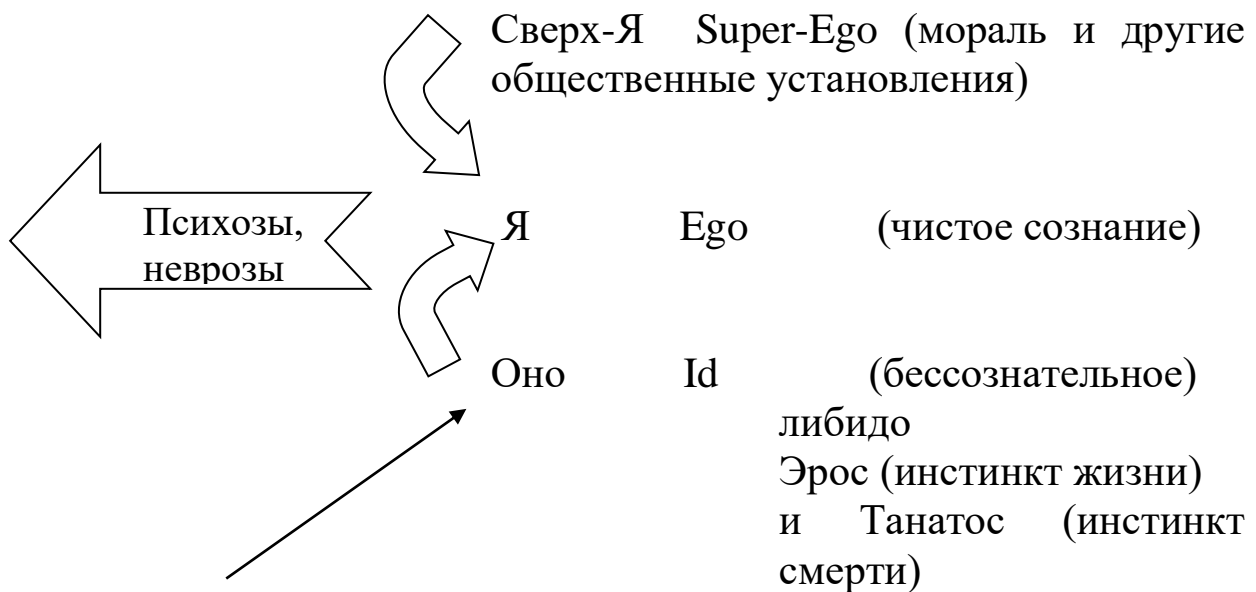 Сверх-Я Super-Ego (мораль и другие
общественные установления)
Психозы,
неврозы
Я Ego (чистое сознание)
Оно Id (бессознательное)
либидо
Эрос (инстинкт жизни)
и Танатос (инстинкт
смерти)